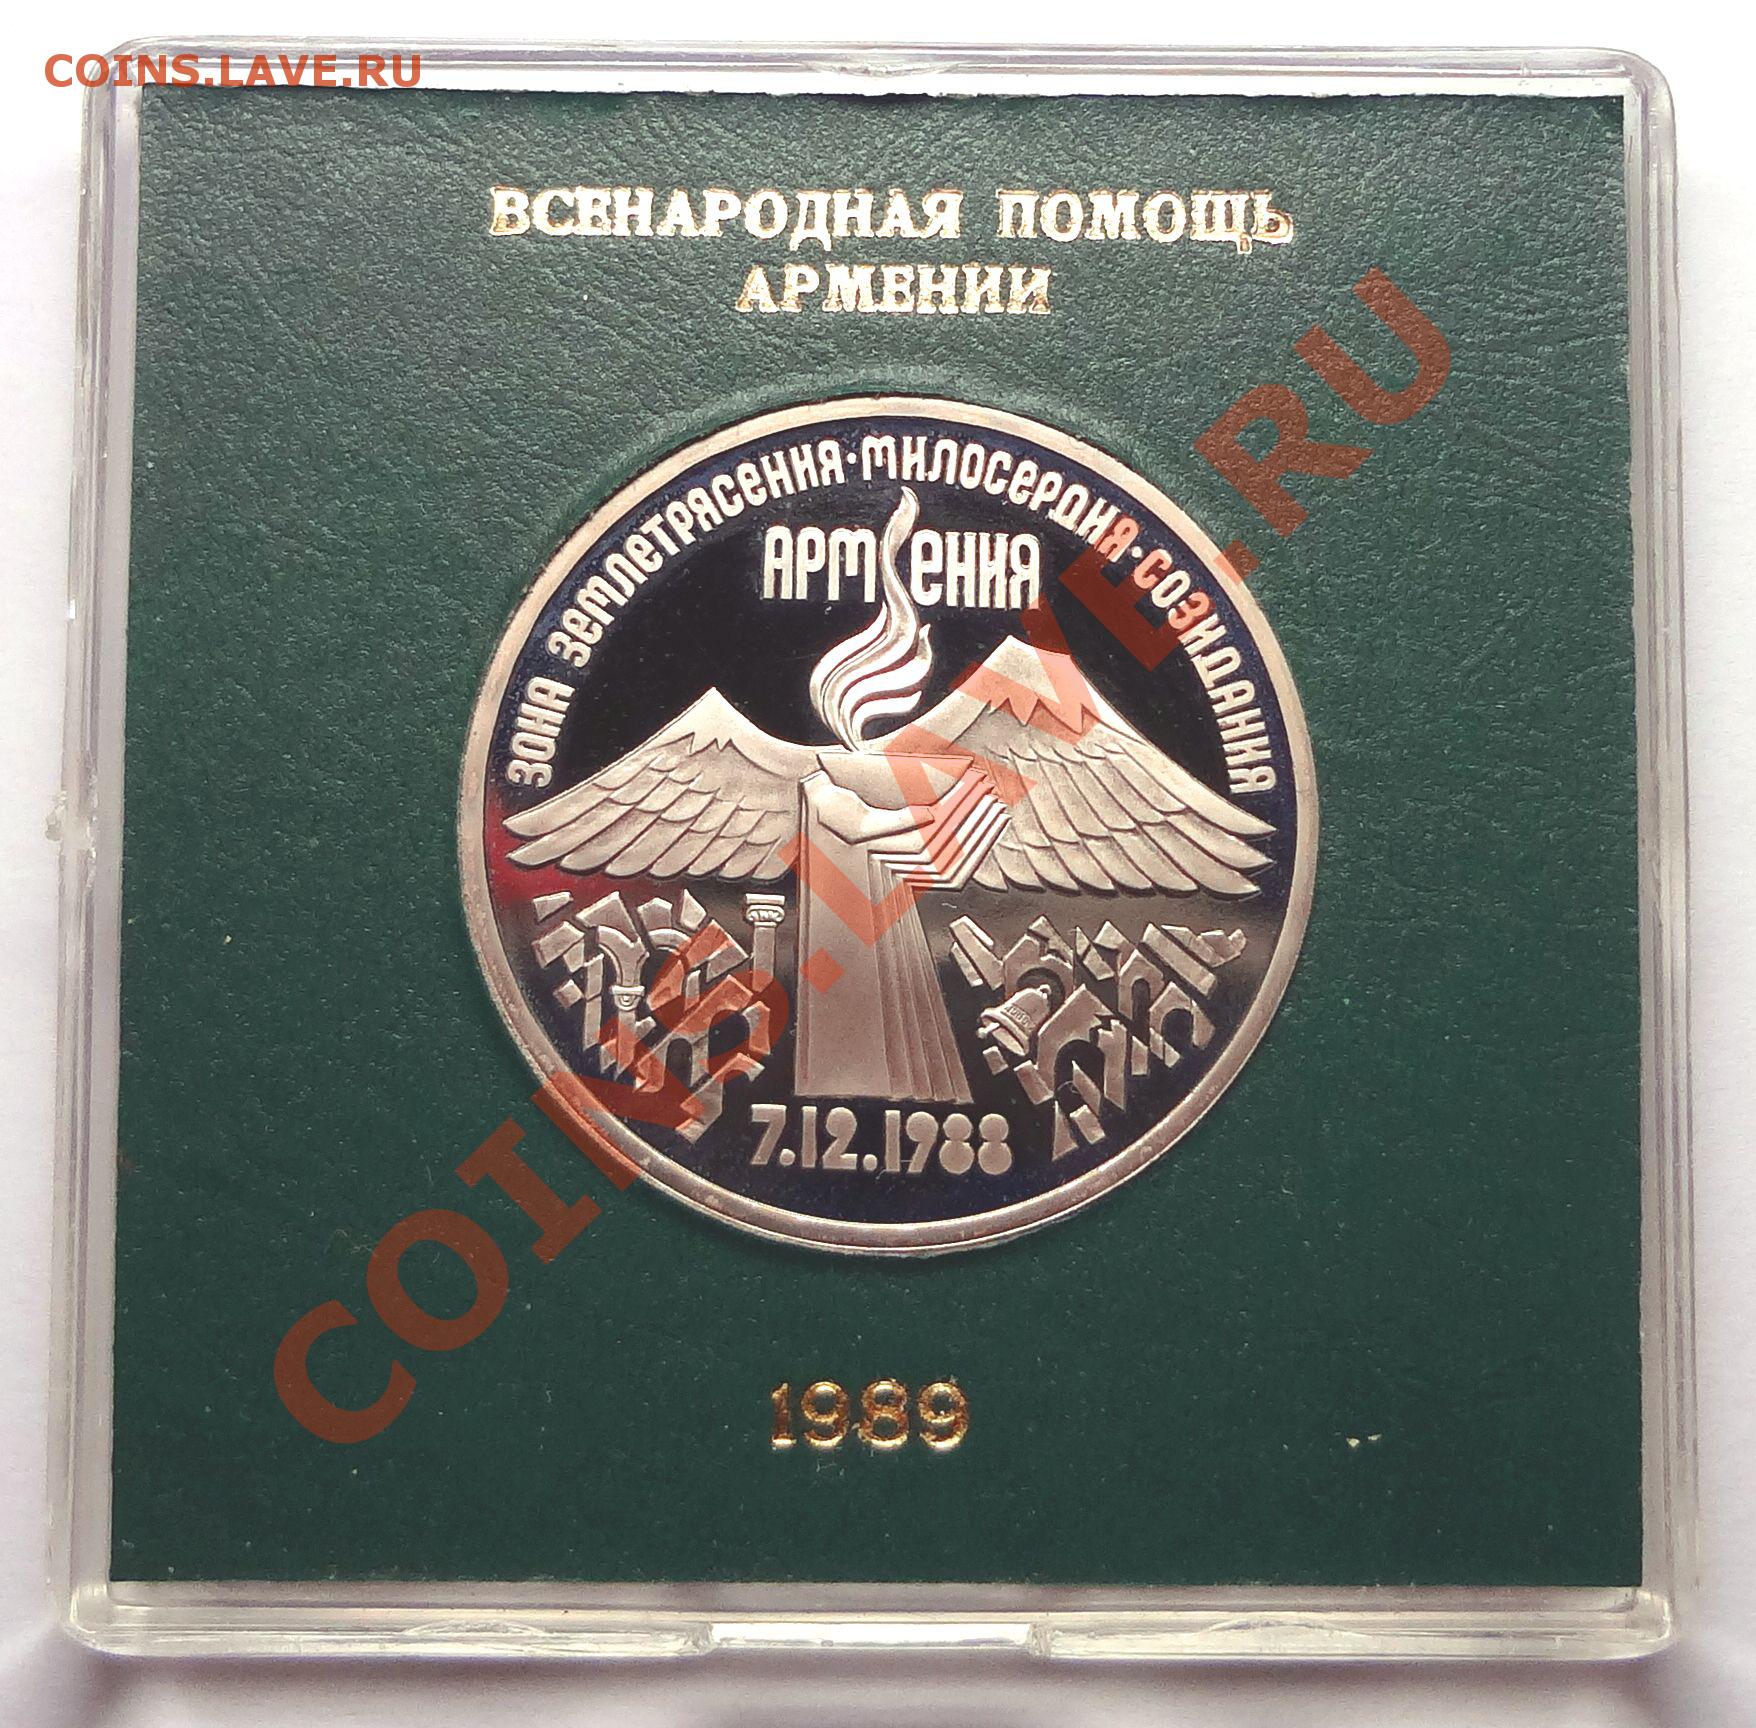 COINS.LAVE.RU
ВСЕНАРОДНАЯ ПОМОЩЬ
АРМЕНИИ
ЗОНА ЗЕМЛЕТРЯСЕНИЯ·МИЛОСЕРДИЯ·СОЗИДАНИЯ
АРМЕНИЯ
7.12.1988
1989
COINS.LAVE.RU